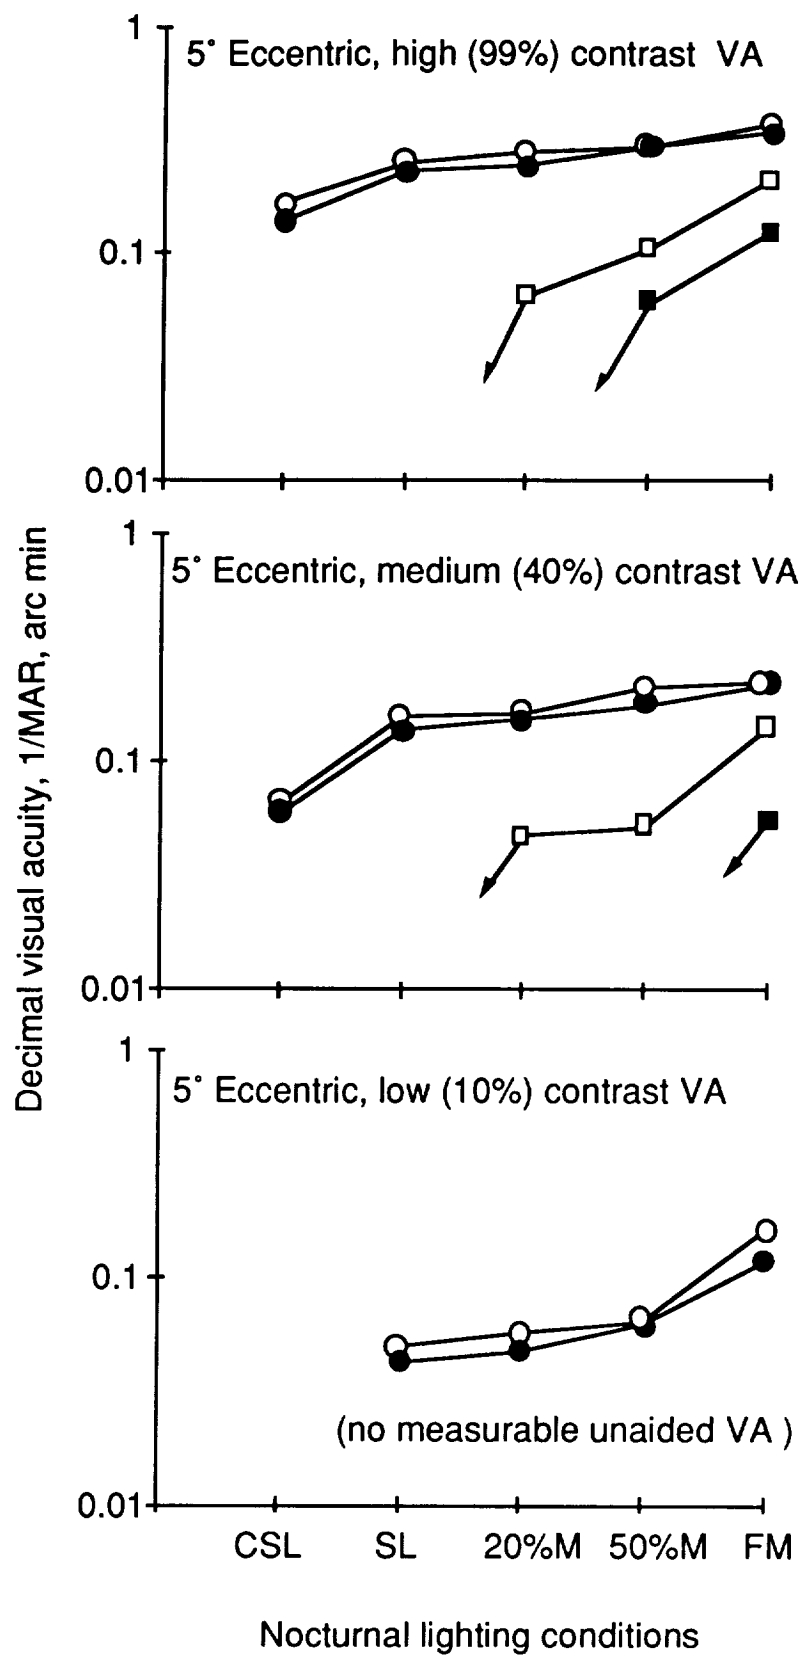 Decimal visual acuity, 1/MAR, arc min
1
5° Eccentric, high (99%) contrast VA
0.1
0.01
1
5° Eccentric, medium (40%) contrast VA
0.1
0.01
1
5° Eccentric, low (10%) contrast VA
0.1
(no measurable unaided VA )
0.01
CSL SL 20%M 50%M FM
Nocturnal lighting conditions